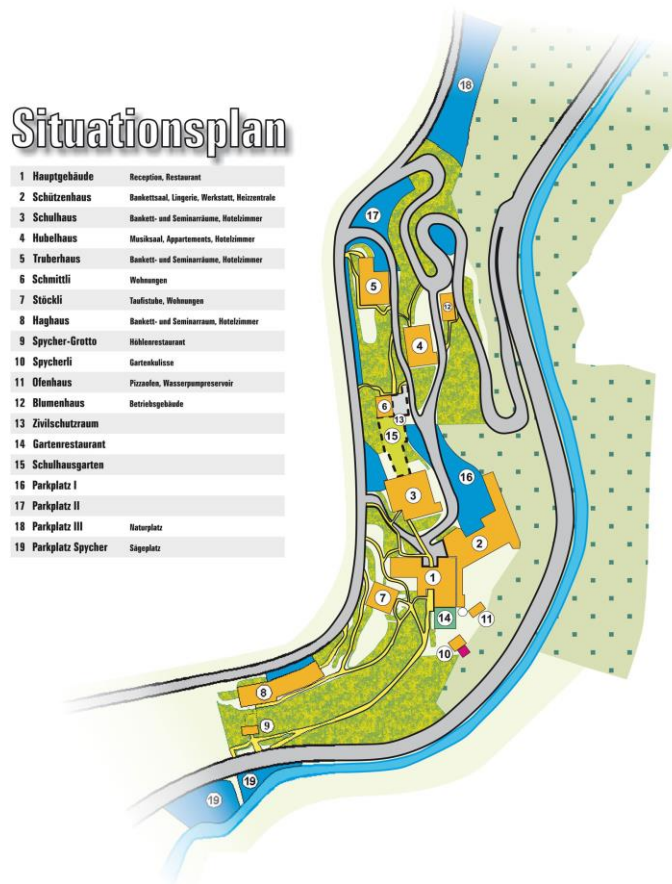 Situationsplan
1 Hauptgebäude Reception, Restaurant
2 Schützenhaus Bankettsaal, Lingerie, Werkstatt, Heizzentrale
3 Schulhaus Bankett- und Seminarräume, Hotelzimmer
4 Hubelhaus Musiksaal, Appartements, Hotelzimmer
5 Truberhaus Bankett- und Seminarräume, Hotelzimmer
6 Schmittli Wohnungen
7 Stöckli Taufistube, Wohnungen
8 Haghaus Bankett- und Seminarraum, Hotelzimmer
9 Spycher-Grotto Höhlenrestaurant
10 Spycherli Gartenkulisse
11 Ofenhaus Pizzaofen, Wasserpumpreservoir
12 Blumenhaus Betriebsgebäude
13 Zivilschutzraum
14 Gartenrestaurant
15 Schulhausgarten
16 Parkplatz I
17 Parkplatz II
18 Parkplatz III Naturplatz
19 Parkplatz Spycher Sägeplatz
18
17
5
12
4
6
13
15
16
3
2
1
7
14
11
10
8
9
19
19